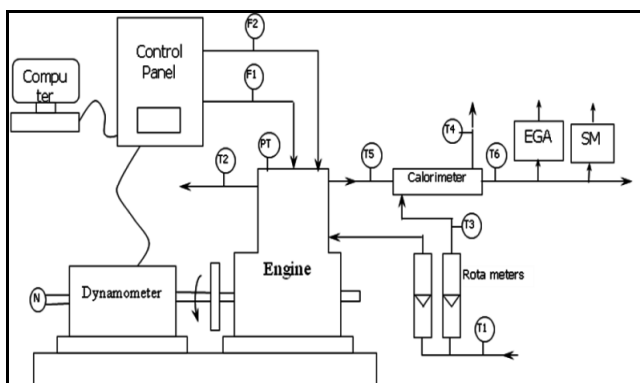 F2
Control
Panel
Compu
ter
F1
T2
PT
T5
T4
T6
EGA
SM
Calorimeter
T3
Engine
Rota meters
N
Dynamometer
T1